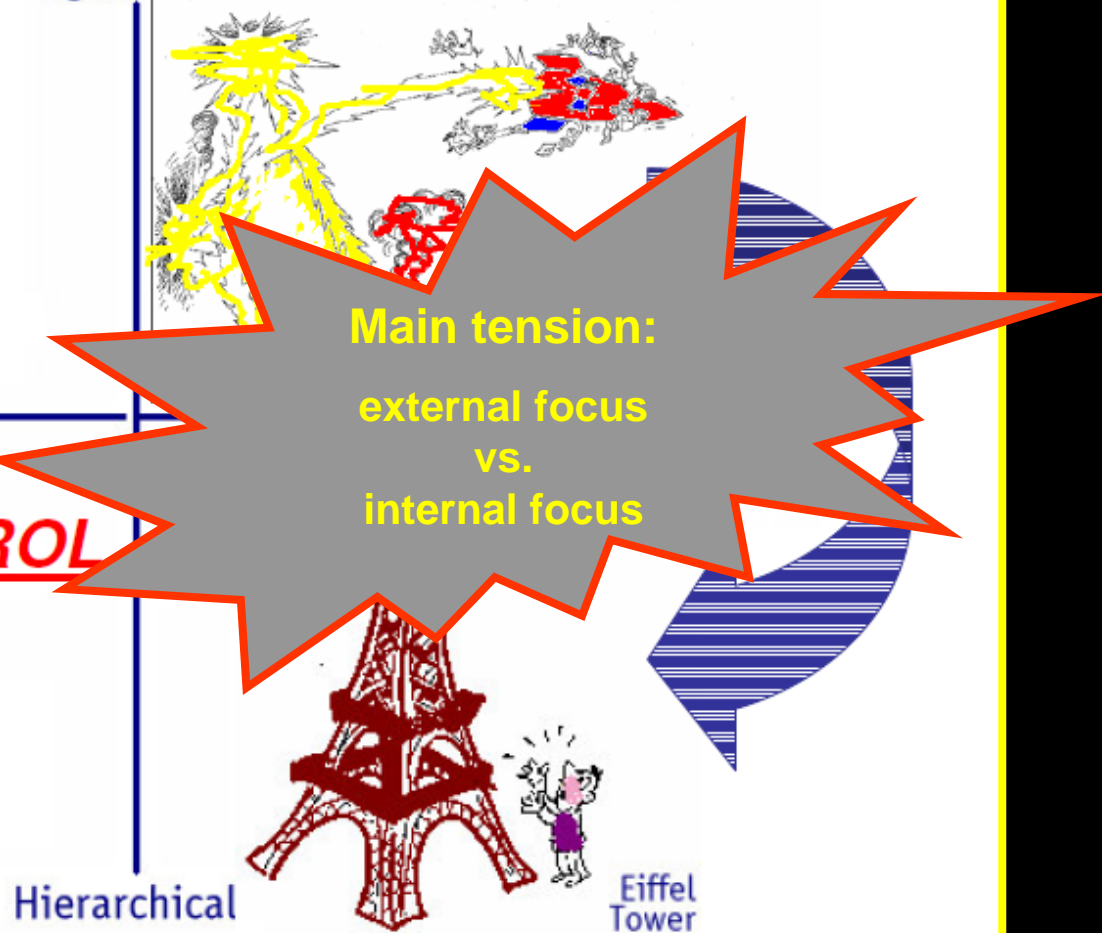 Main tension:
external focus
vs.
internal focus
ROL
Hierarchical
Eiffel
Tower